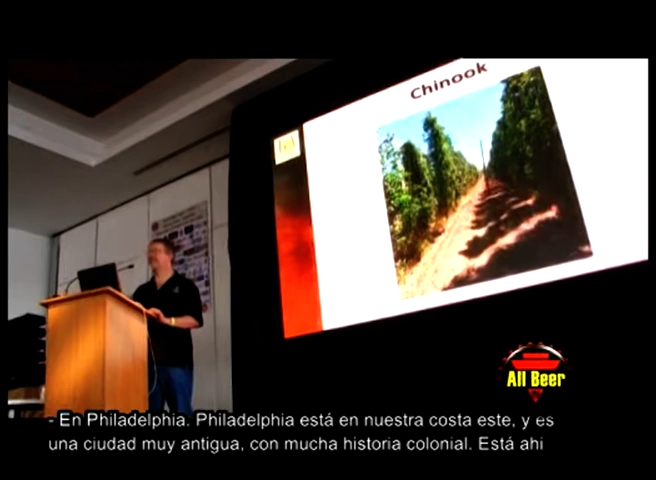 Chinook
All Beer
- En Philadelphia. Philadelphia está en nuestra costa este, y es
una ciudad muy antigua, con mucha historia colonial. Está ahi